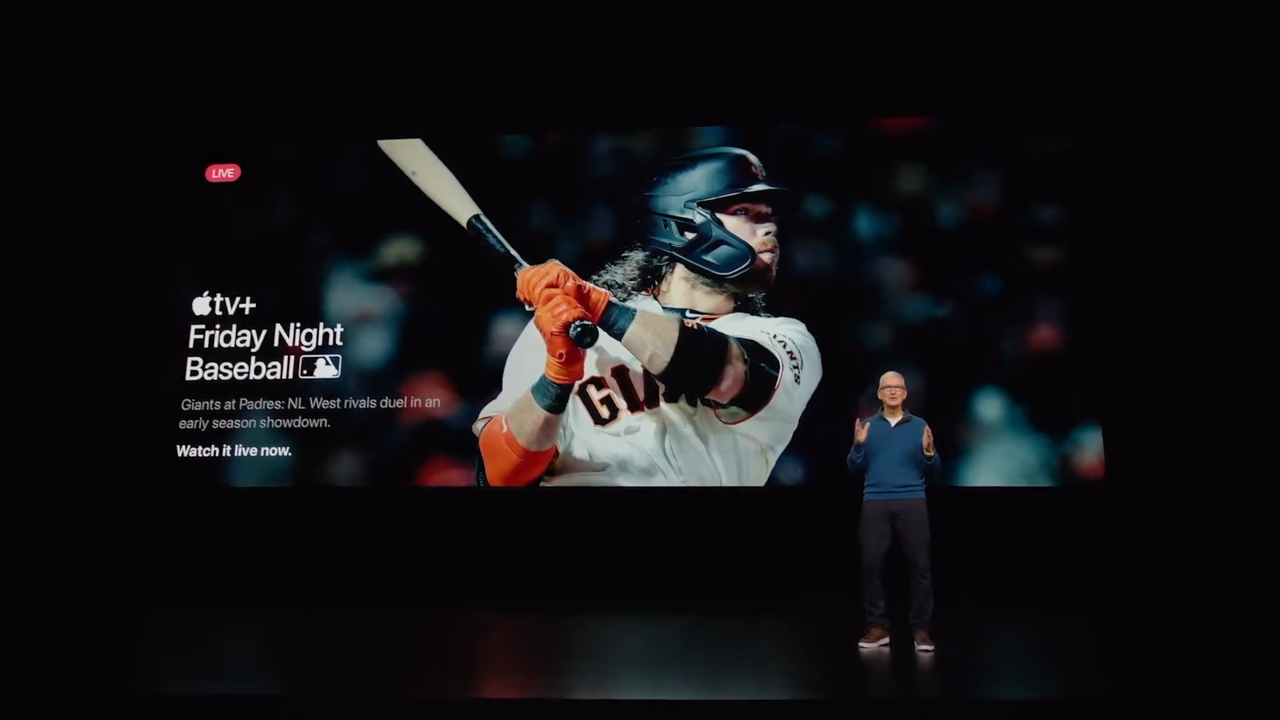 LIVE
tv+
Friday Night
Baseball
Giants at Padres: NL West rivals duel in an
early season showdown.
Watch it live now.
GIA
GIANTS